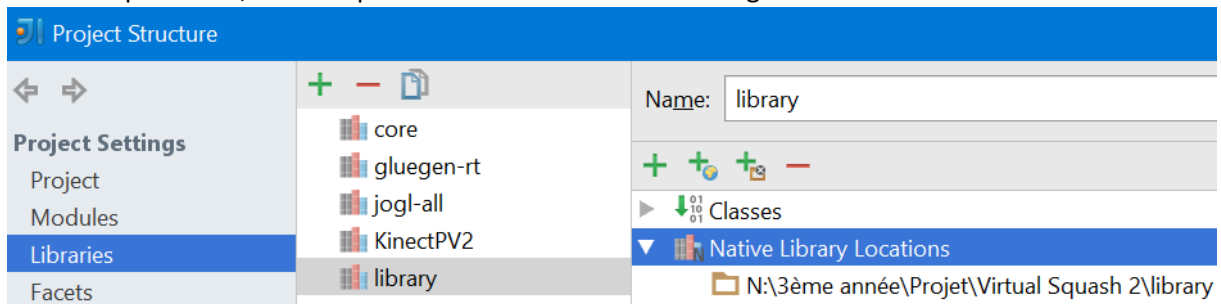 Project Structure
Project Settings
Project
Modules
Libraries
Facets
core
gluegen-rt
jogl-all
KinectPV2
library
Name: library
Classes
Native Library Locations
N:\3ème année\Projet\Virtual Squash 2\library